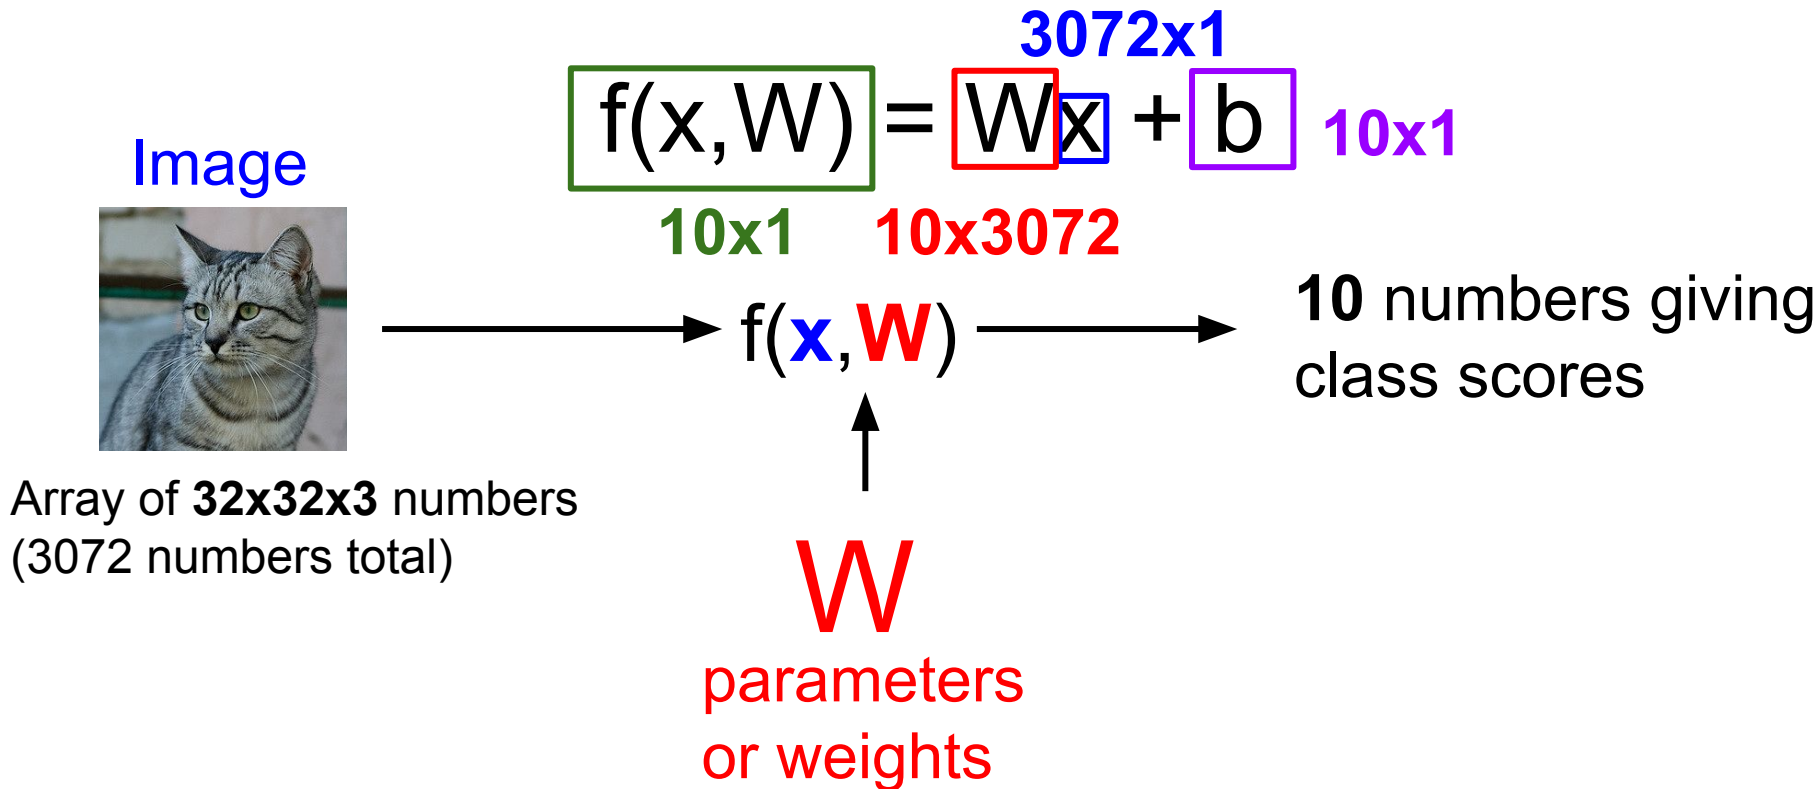 3072x1
f(x,W) = Wx + b
10x1
Image
10x1
10x3072
f(x,W)
10 numbers giving
class scores
Array of 32x32x3 numbers
(3072 numbers total)
W
parameters
or weights